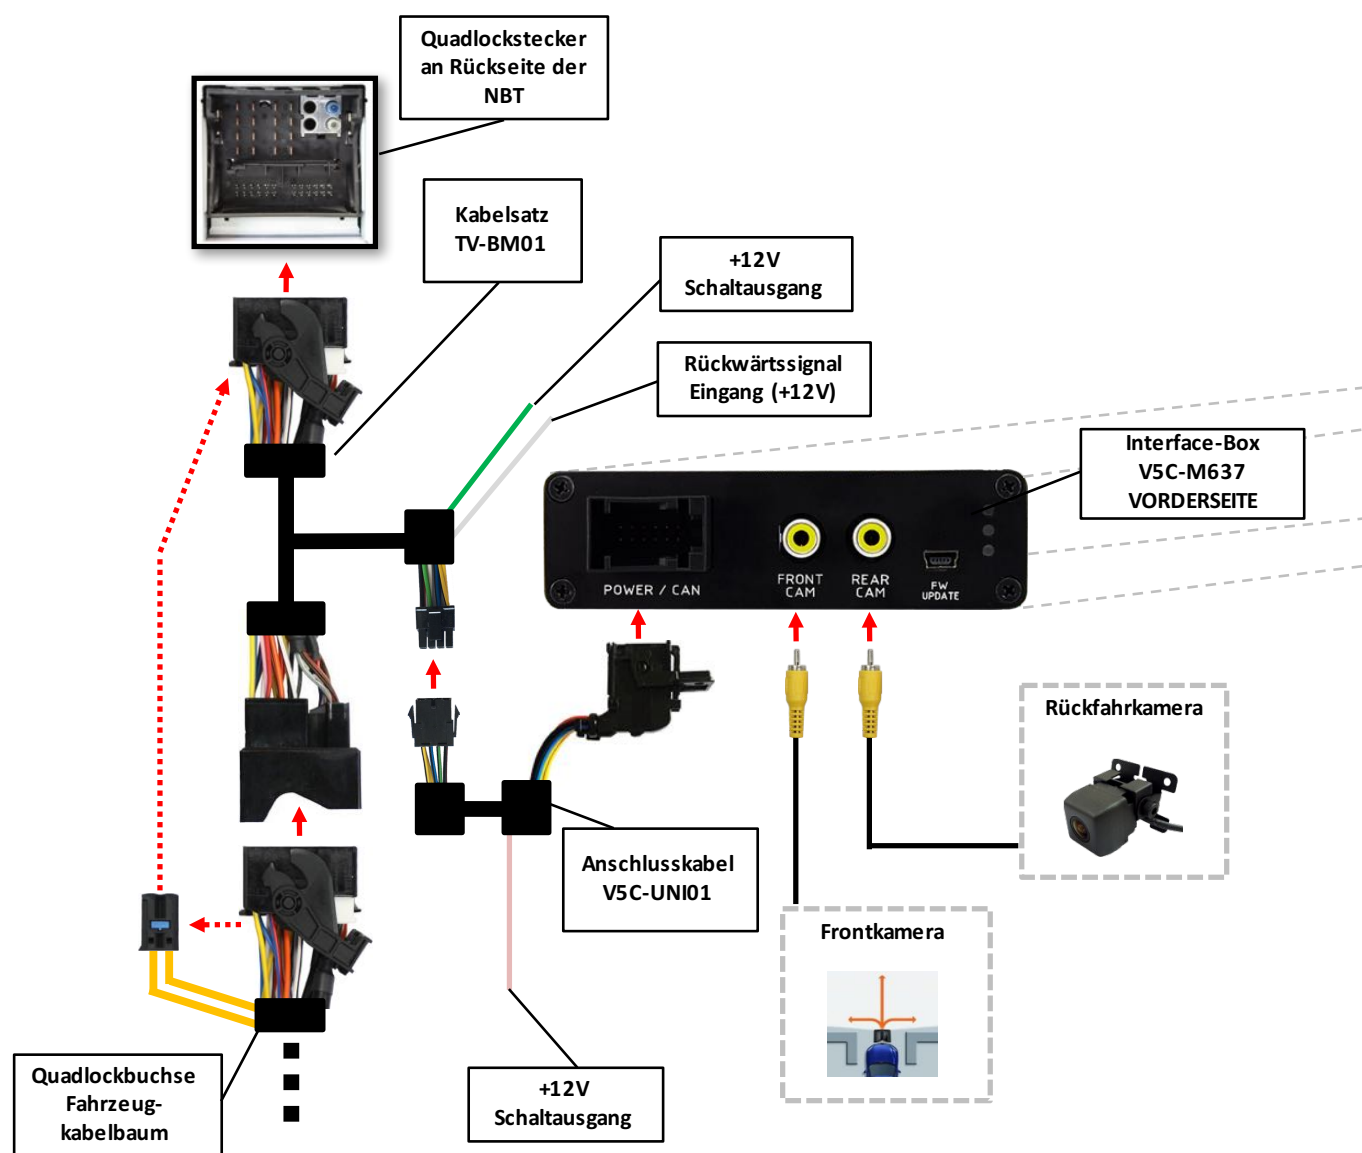 Quadlockstecker
an Rückseite der
NBT
Kabelsatz
TV-BM01
+12V
Schaltausgang
Rückwärtssignal
Eingang (+12V)
Interface-Box
V5C-M637
VORDERSEITE
POWER / CAN
FRONT
CAM
REAR
CAM
FW
UPDATE
Rückfahrkamera
Anschlusskabel
V5C-UNI01
Frontkamera
Quadlockbuchse
Fahrzeug-
kabelbaum
+12V
Schaltausgang